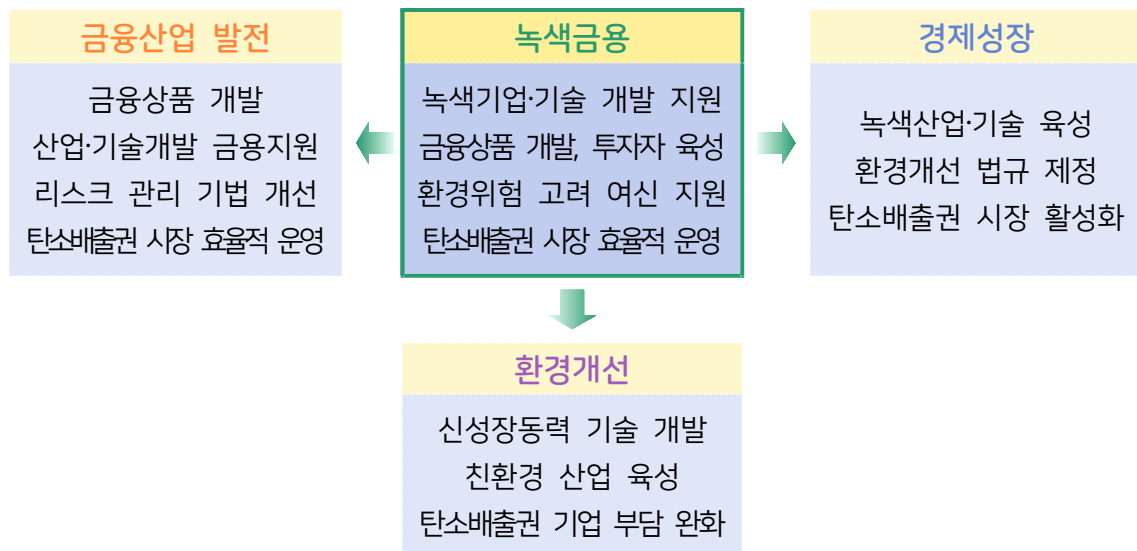 금융산업 발전
금융상품 개발
산업·기술개발 금융지원
리스크 관리 기법 개선
탄소배출권 시장 효율적 운영
녹색금융
녹색기업·기술 개발 지원
금융상품 개발, 투자자 육성
환경위험 고려 여신 지원
탄소배출권 시장 효율적 운영
경제성장
녹색산업·기술 육성
환경개선 법규 제정
탄소배출권 시장 활성화
환경개선
신성장동력 기술 개발
친환경 산업 육성
탄소배출권 기업 부담 완화